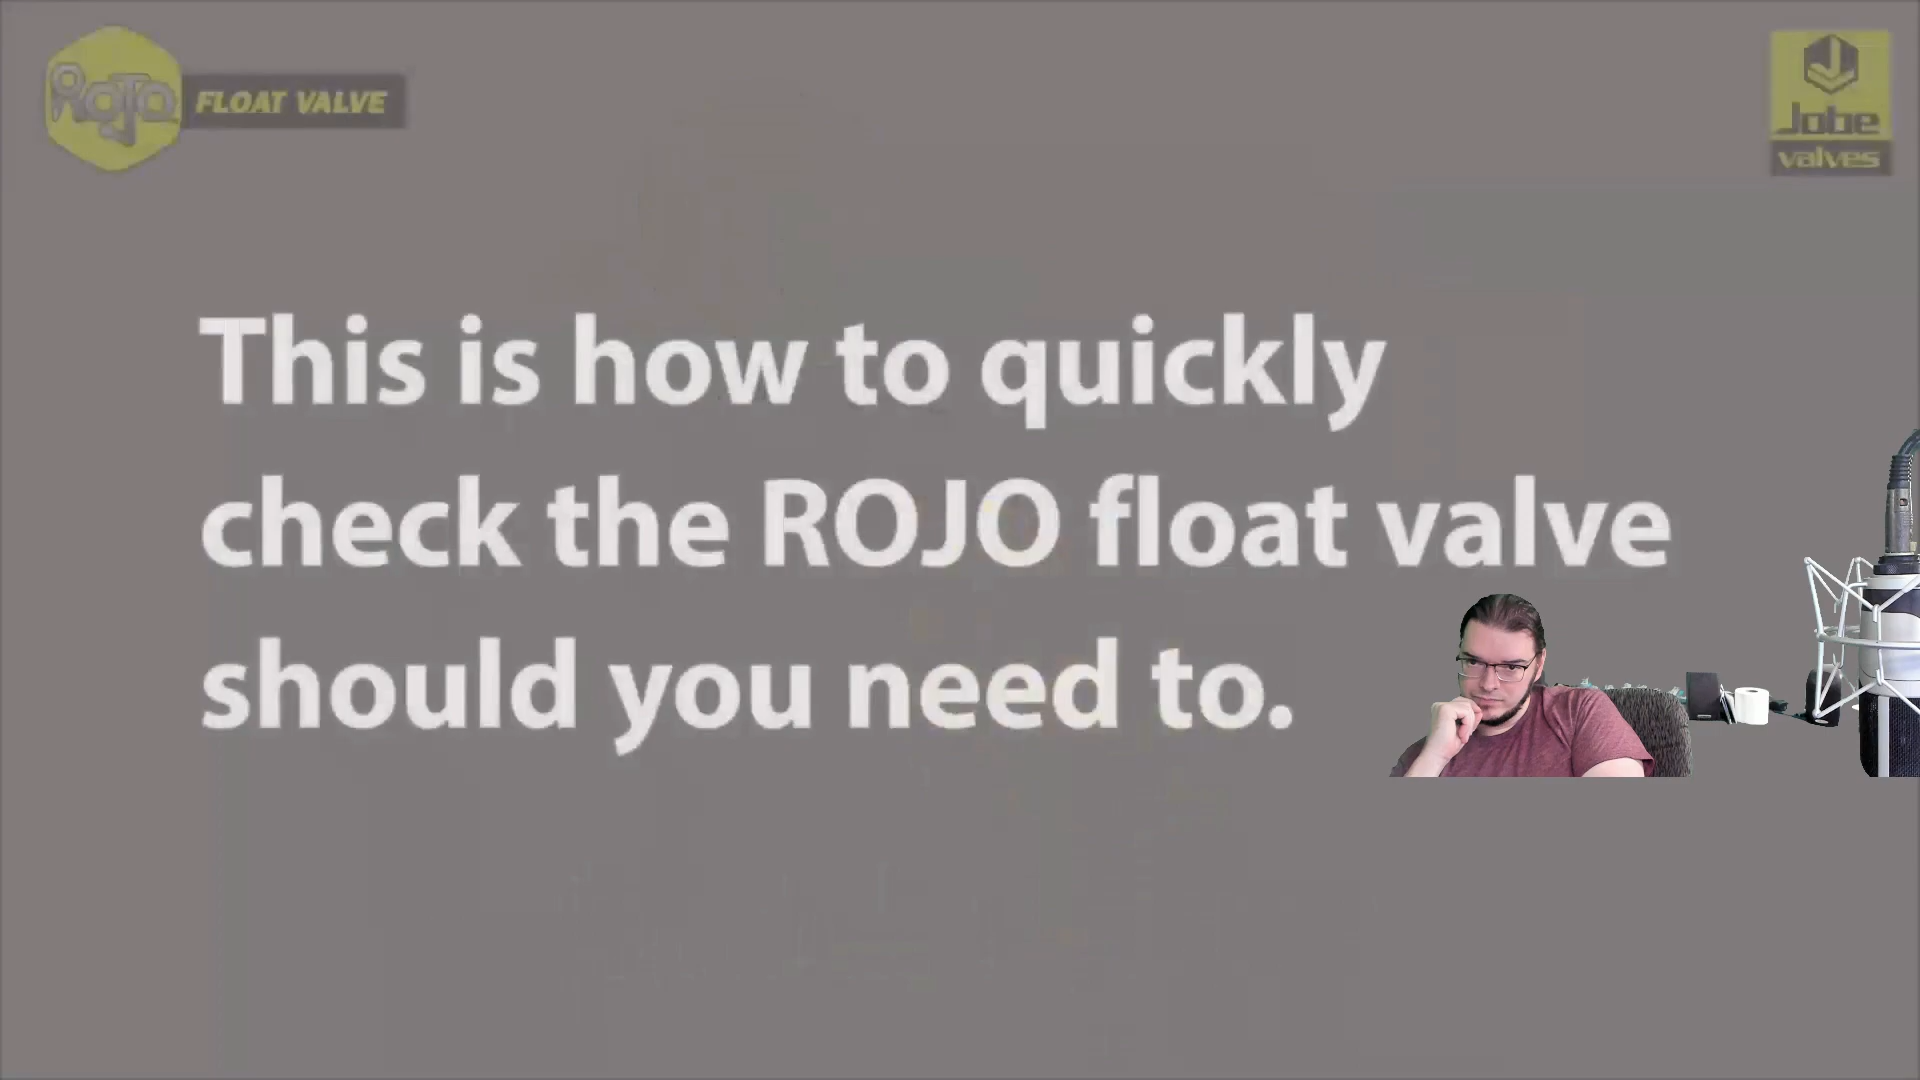 RoJo
FLOAT VALVE
Jobe
valves
This is how to quickly
check the ROJO float valve
should you need to.